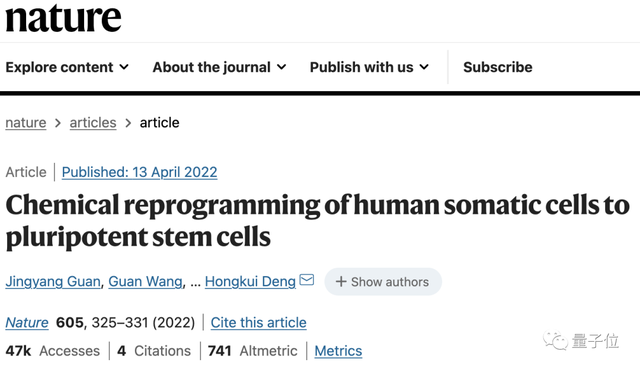 nature
Explore content About the journal Publish with us Subscribe
nature > articles > article
Article | Published: 13 April 2022
Chemical reprogramming of human somatic cells to
pluripotent stem cells
Jingyang Guan, Guan Wang, ... Hongkui Deng + Show authors
Nature 605, 325–331 (2022) | Cite this article
47k Accesses | 4 Citations | 741 Altmetric | Metrics
量子位